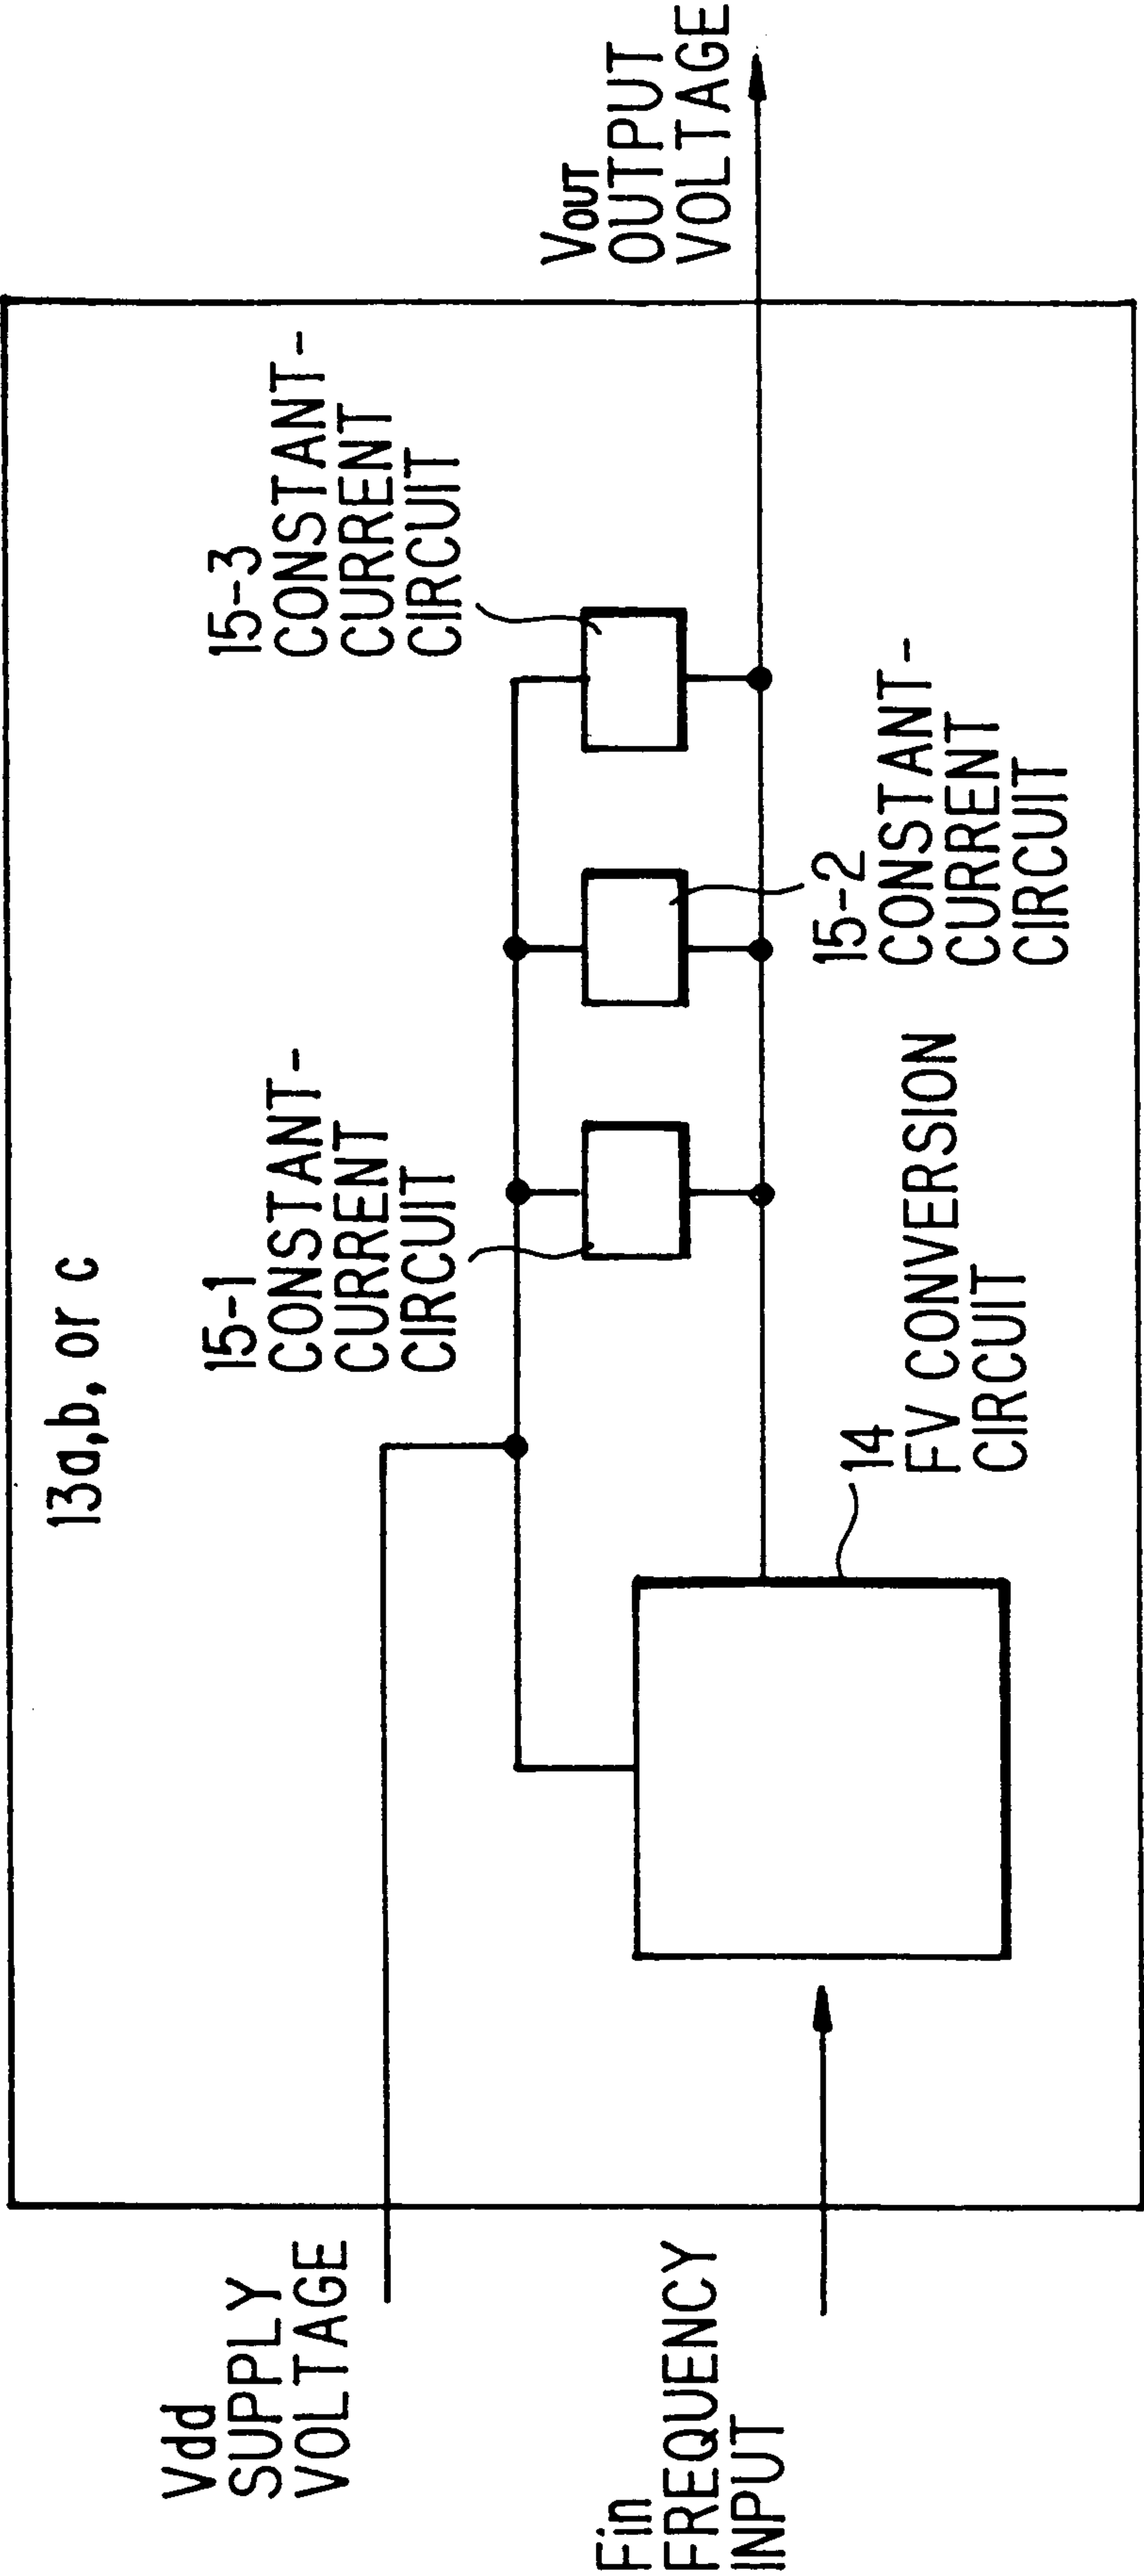 13a,b, or c
Vdd
SUPPLY
VOLTAGE
Fin
FREQUENCY
INPUT
15-1
CONSTANT-
CURRENT
CIRCUIT
15-3
CONSTANT-
CURRENT
CIRCUIT
VOUT
OUTPUT
VOLTAGE
14
FV CONVERSION
CIRCUIT
15-2
CONSTANT-
CURRENT
CIRCUIT